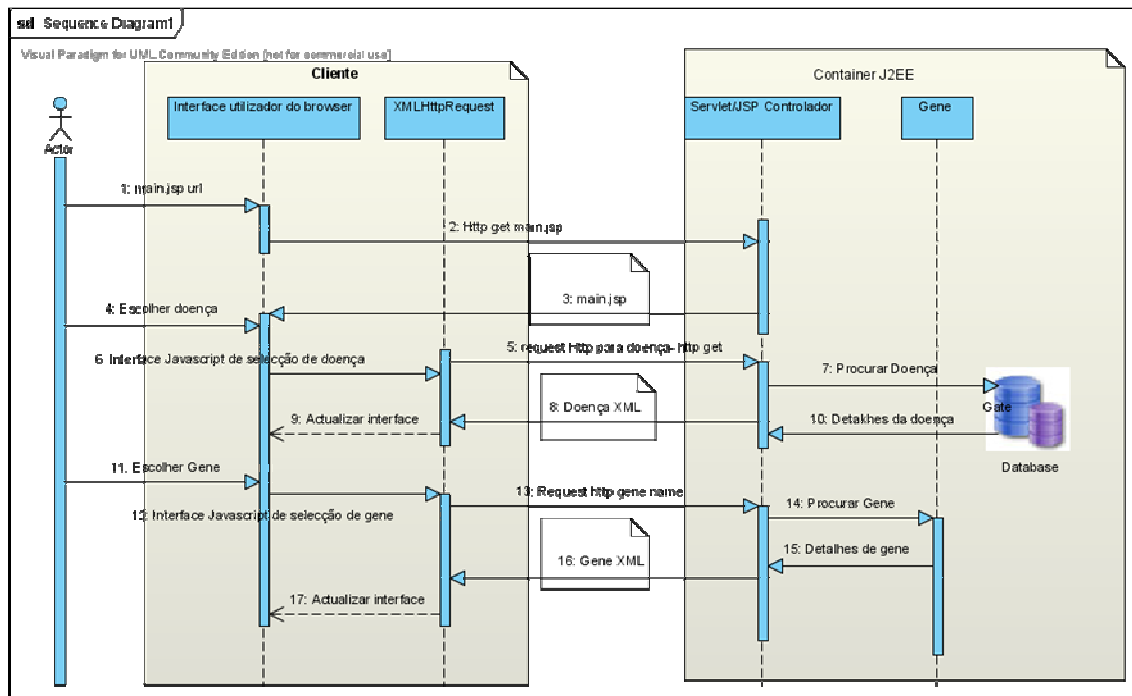 sd Sequence Diagram1
Visual Paradigm for UML Community Edition [not for commercial use]
Cliente
Container J2EE
Interface utilizador do browser
XMLHttpRequest
Servlet/JSP Controlador
Gene
Actor
1: main.jsp url
2: Http get main.jsp
3: main.jsp
4: Escolher doença
5: request Http para doença- http get
6 Interface Javascript de selecção de doença
7: Procurar Doença
8: Doença XML
Gate
9: Actualizar interface
10: Detakhes da doença
11. Escolher Gene
Database
13: Request http gene name
14: Procurar Gene
12: Interface Javascript de selecção de gene
15: Detalhes de gene
16: Gene XML
17: Actualizar interface